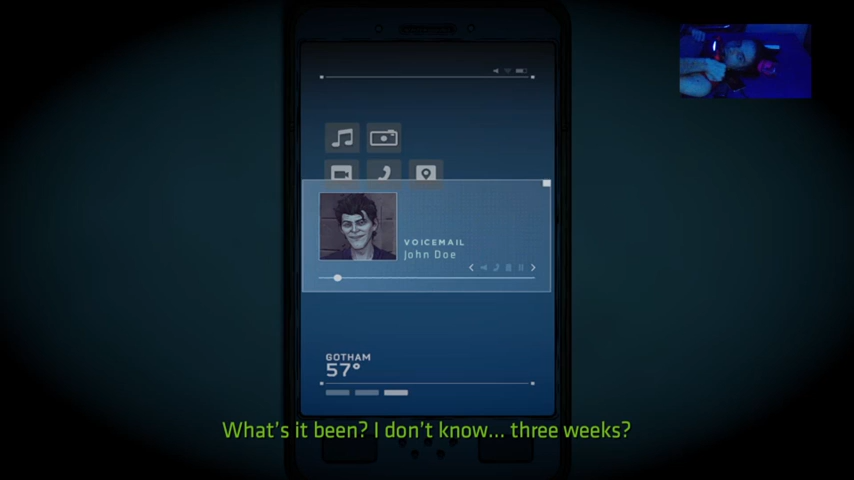 VOICEMAIL
John Doe
GOTHAM
57°
What's it been? I don't know... three weeks?